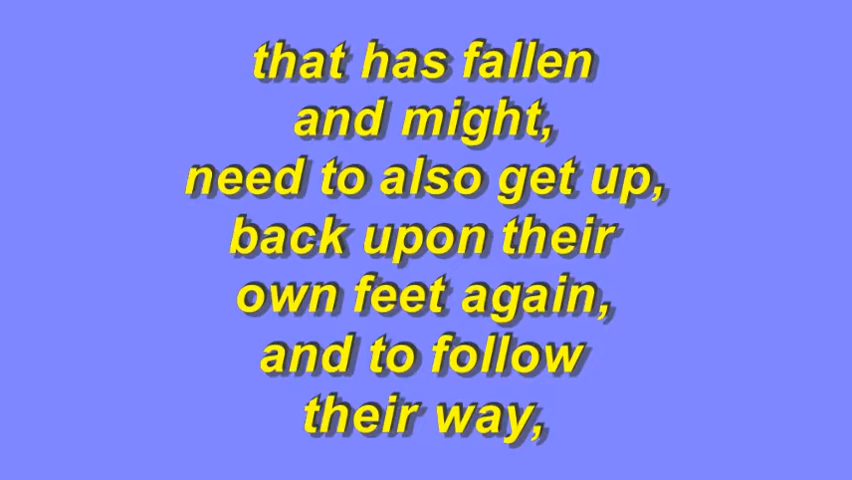 that has fallen
and might,
need to also get up,
back upon their
own feet again,
and to follow
their way,